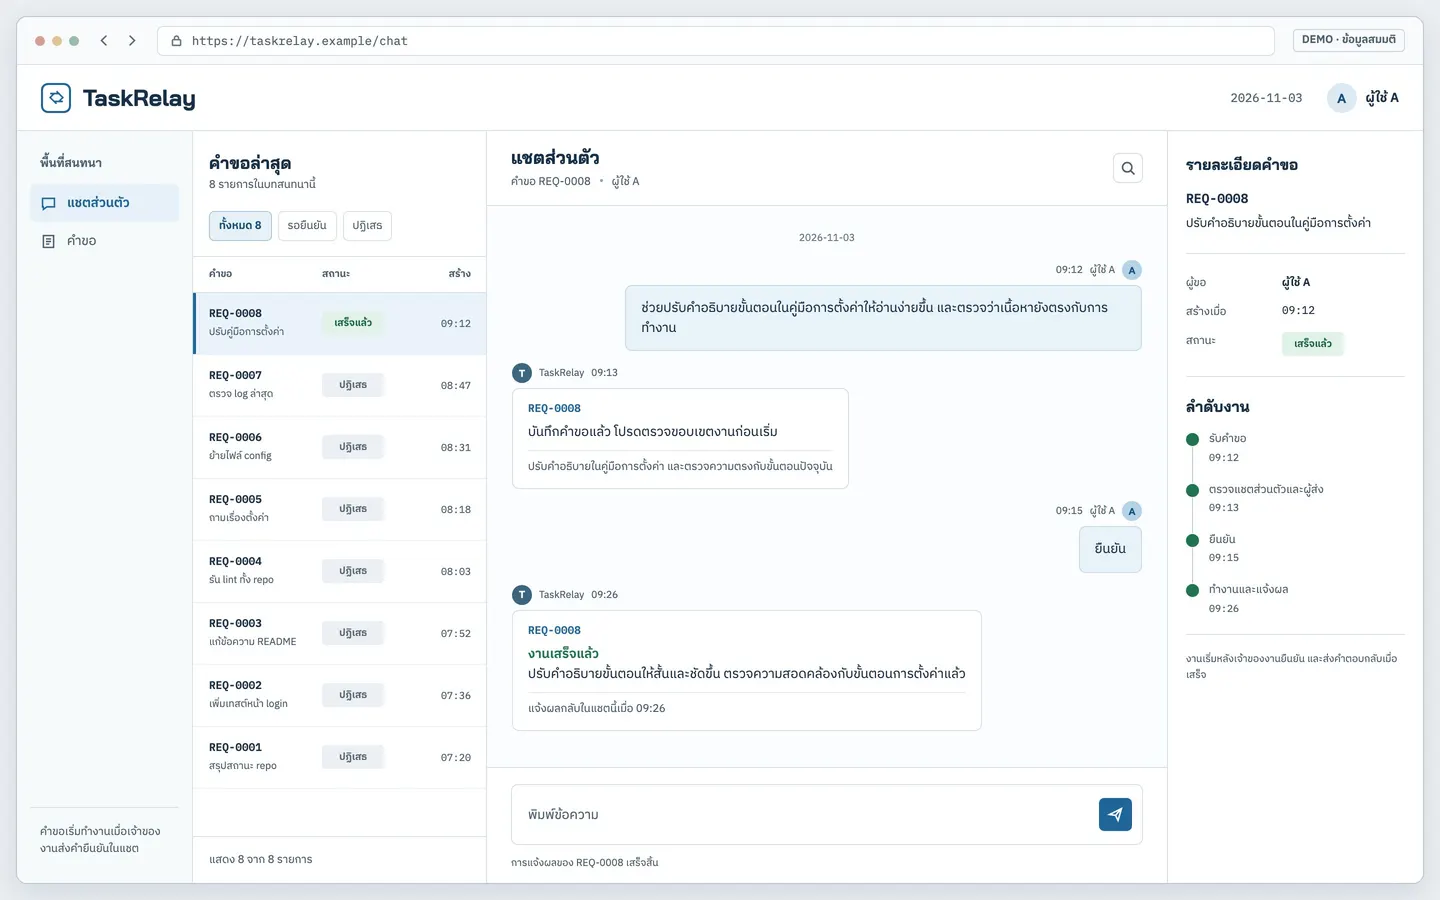 https://taskrelay.example/chat
DEMO · ข้อมูลสมมติ
TaskRelay
2026-11-03
A
ผู้ใช้ A
พื้นที่สนทนา
แชตส่วนตัว
คำขอ
คำขอเริ่มทำงานเมื่อเจ้าของ
งานส่งคำยืนยันในแชต
คำขอล่าสุด
8 รายการในบทสนทนานี้
ทั้งหมด 8
รอยืนยัน
ปฏิเสธ
คำขอ
สถานะ
สร้าง
REQ-0008
ปรับคู่มือการตั้งค่า
เสร็จแล้ว
09:12
REQ-0007
ตรวจ log ล่าสุด
ปฏิเสธ
08:47
REQ-0006
ย้ายไฟล์ config
ปฏิเสธ
08:31
REQ-0005
ถามเรื่องตั้งค่า
ปฏิเสธ
08:18
REQ-0004
รัน lint ทั้ง repo
ปฏิเสธ
08:03
REQ-0003
แก้ข้อความ README
ปฏิเสธ
07:52
REQ-0002
เพิ่มเทสต์หน้า login
ปฏิเสธ
07:36
REQ-0001
สรุปสถานะ repo
ปฏิเสธ
07:20
แสดง 8 จาก 8 รายการ
แชตส่วนตัว
คำขอ REQ-0008 • ผู้ใช้ A
2026-11-03
09:12 ผู้ใช้ A A
ช่วยปรับคำอธิบายขั้นตอนในคู่มือการตั้งค่าให้อ่านง่ายขึ้น และตรวจว่าเนื้อหายังตรงกับการ
ทำงาน
T TaskRelay 09:13
REQ-0008
บันทึกคำขอแล้ว โปรดตรวจขอบเขตงานก่อนเริ่ม
ปรับคำอธิบายในคู่มือการตั้งค่า และตรวจความตรงกับขั้นตอนปัจจุบัน
09:15 ผู้ใช้ A A
ยืนยัน
T TaskRelay 09:26
REQ-0008
งานเสร็จแล้ว
ปรับคำอธิบายขั้นตอนให้สั้นและชัดขึ้น ตรวจความสอดคล้องกับขั้นตอนการตั้งค่าแล้ว
แจ้งผลกลับในแชตนี้เมื่อ 09:26
พิมพ์ข้อความ
การแจ้งผลของ REQ-0008 เสร็จสิ้น
รายละเอียดคำขอ
REQ-0008
ปรับคำอธิบายขั้นตอนในคู่มือการตั้งค่า
ผู้ขอ
ผู้ใช้ A
สร้างเมื่อ
09:12
สถานะ
เสร็จแล้ว
ลำดับงาน
รับคำขอ
09:12
ตรวจแชตส่วนตัวและผู้ส่ง
09:13
ยืนยัน
09:15
ทำงานและแจ้งผล
09:26
งานเริ่มหลังเจ้าของงานยืนยัน และส่งคำตอบกลับเมื่อ
เสร็จ